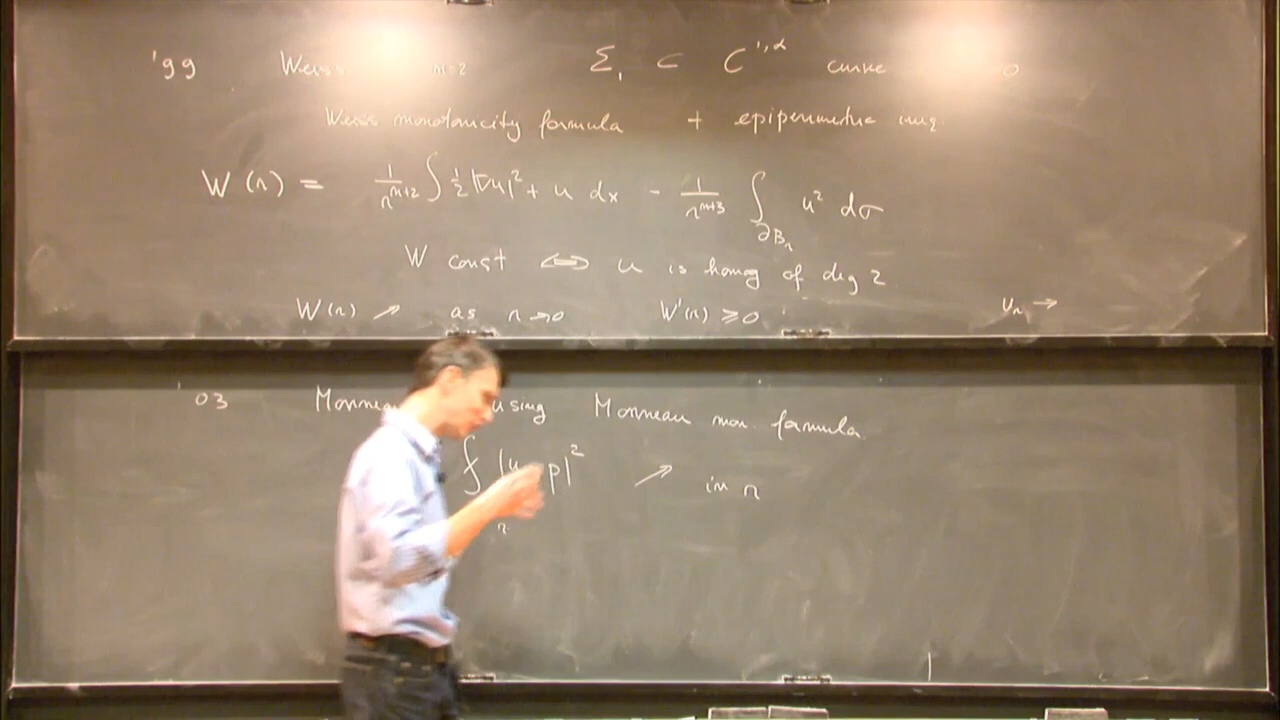 '99 Weiss n=2 Σ₁ ⊂ C^{1,α} curve
Weiss monotonicity formula + epiperimetric ineq.
W(r) = 1/r^{n+2} ∫ ½|∇u|² + u dx - 1/r^{n+3} ∫_{∂B_r} u² dσ
W const ⟺ u is homog of deg 2
W(r) ↗ as r → 0 W'(r) ≥ 0 u_r →
'03 Monneau using Monneau mon. formula
p|² ↗ in r